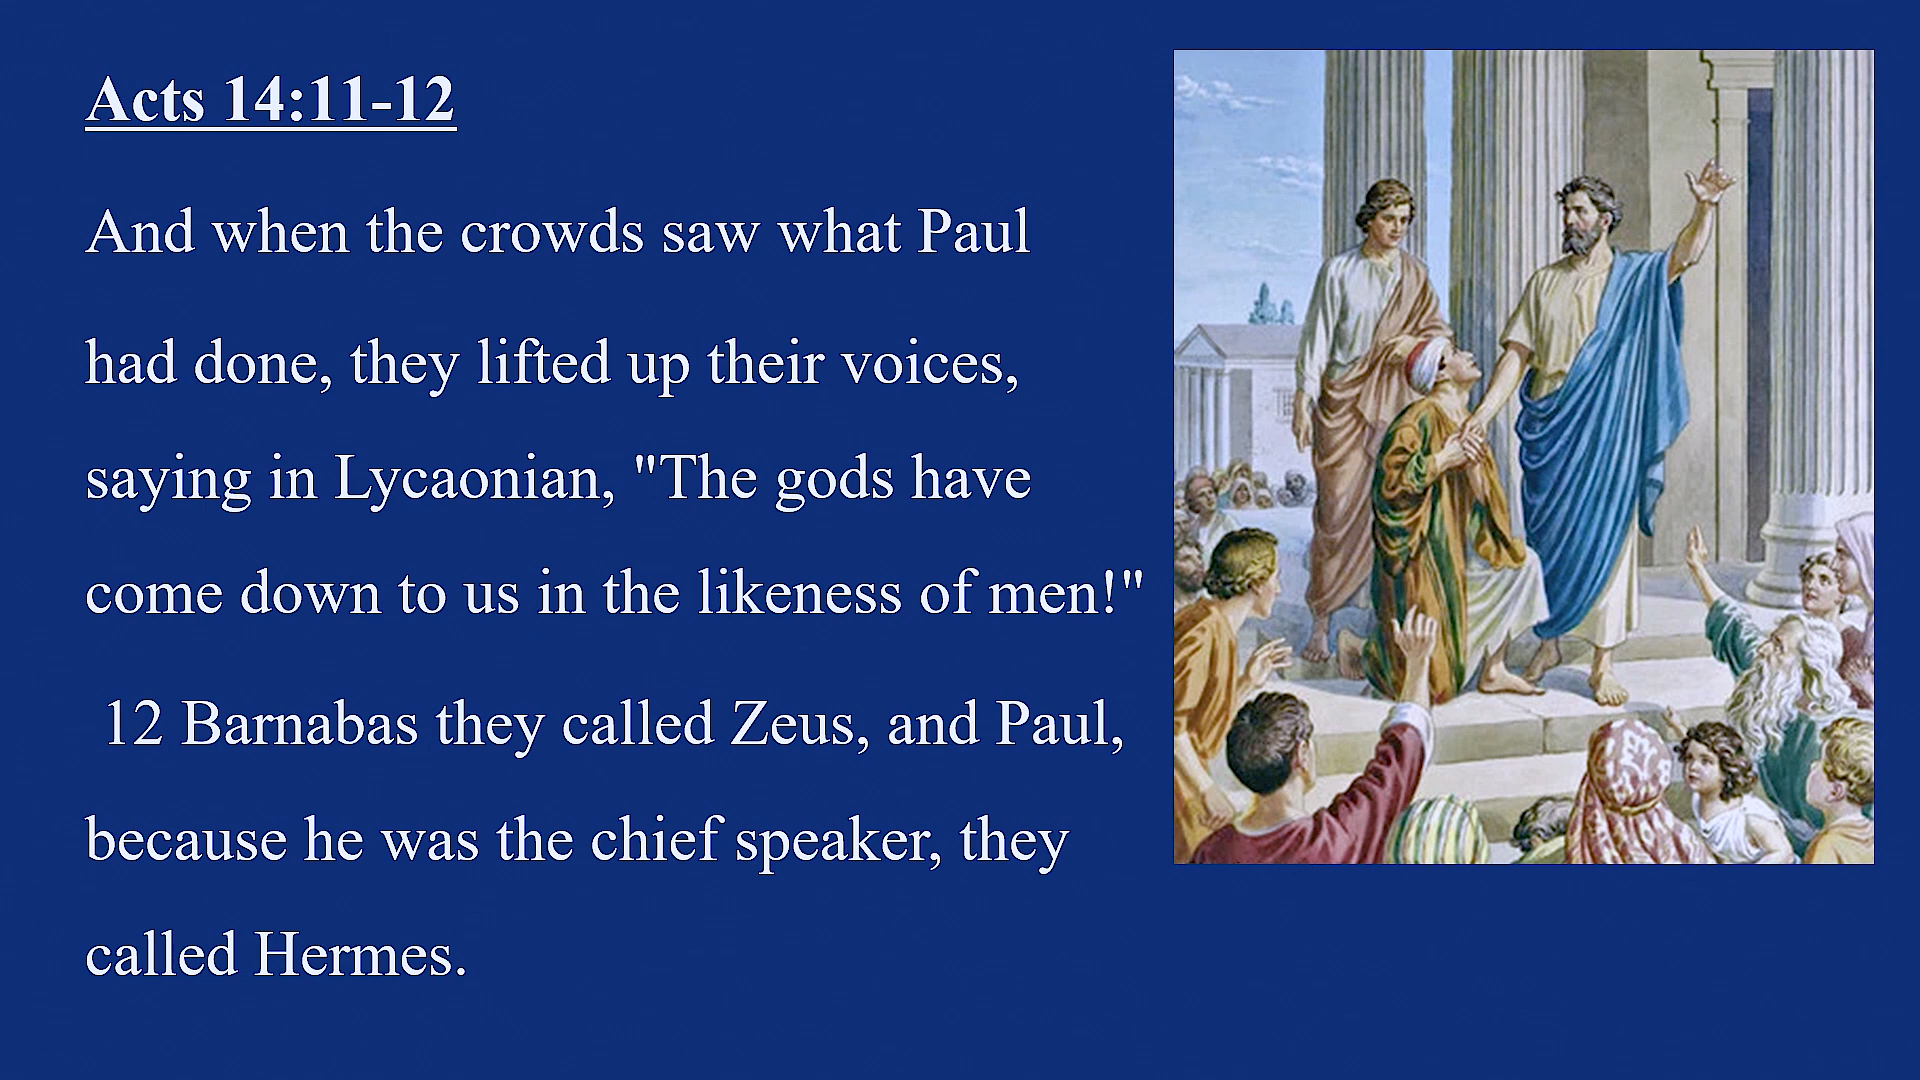 Acts 14:11-12
And when the crowds saw what Paul
had done, they lifted up their voices,
saying in Lycaonian, "The gods have
come down to us in the likeness of men!"
12 Barnabas they called Zeus, and Paul,
because he was the chief speaker, they
called Hermes.